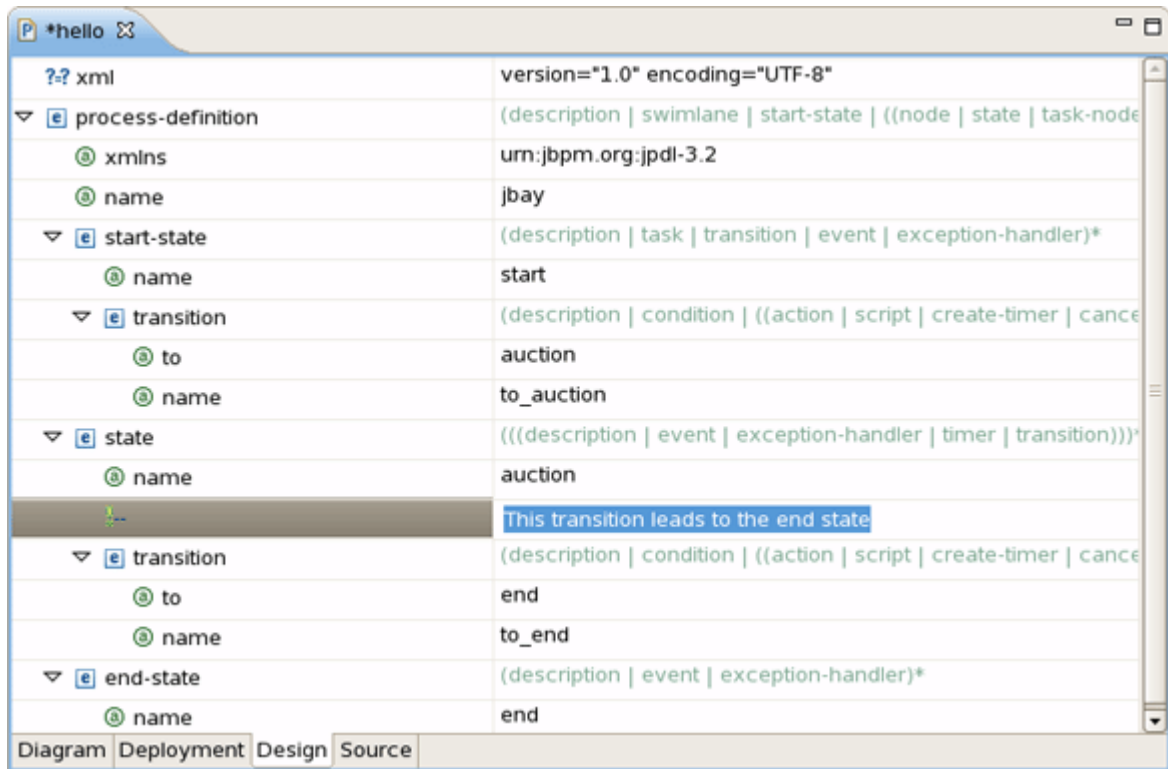 *hello
?=? xml version="1.0" encoding="UTF-8"
process-definition (description | swimlane | start-state | ((node | state | task-node
xmlns urn:jbpm.org:jpdl-3.2
name jbay
start-state (description | task | transition | event | exception-handler)*
name start
transition (description | condition | ((action | script | create-timer | cance
to auction
name to_auction
state (((description | event | exception-handler | timer | transition)))*
name auction
This transition leads to the end state
transition (description | condition | ((action | script | create-timer | cance
to end
name to_end
end-state (description | event | exception-handler)*
name end
Diagram Deployment Design Source